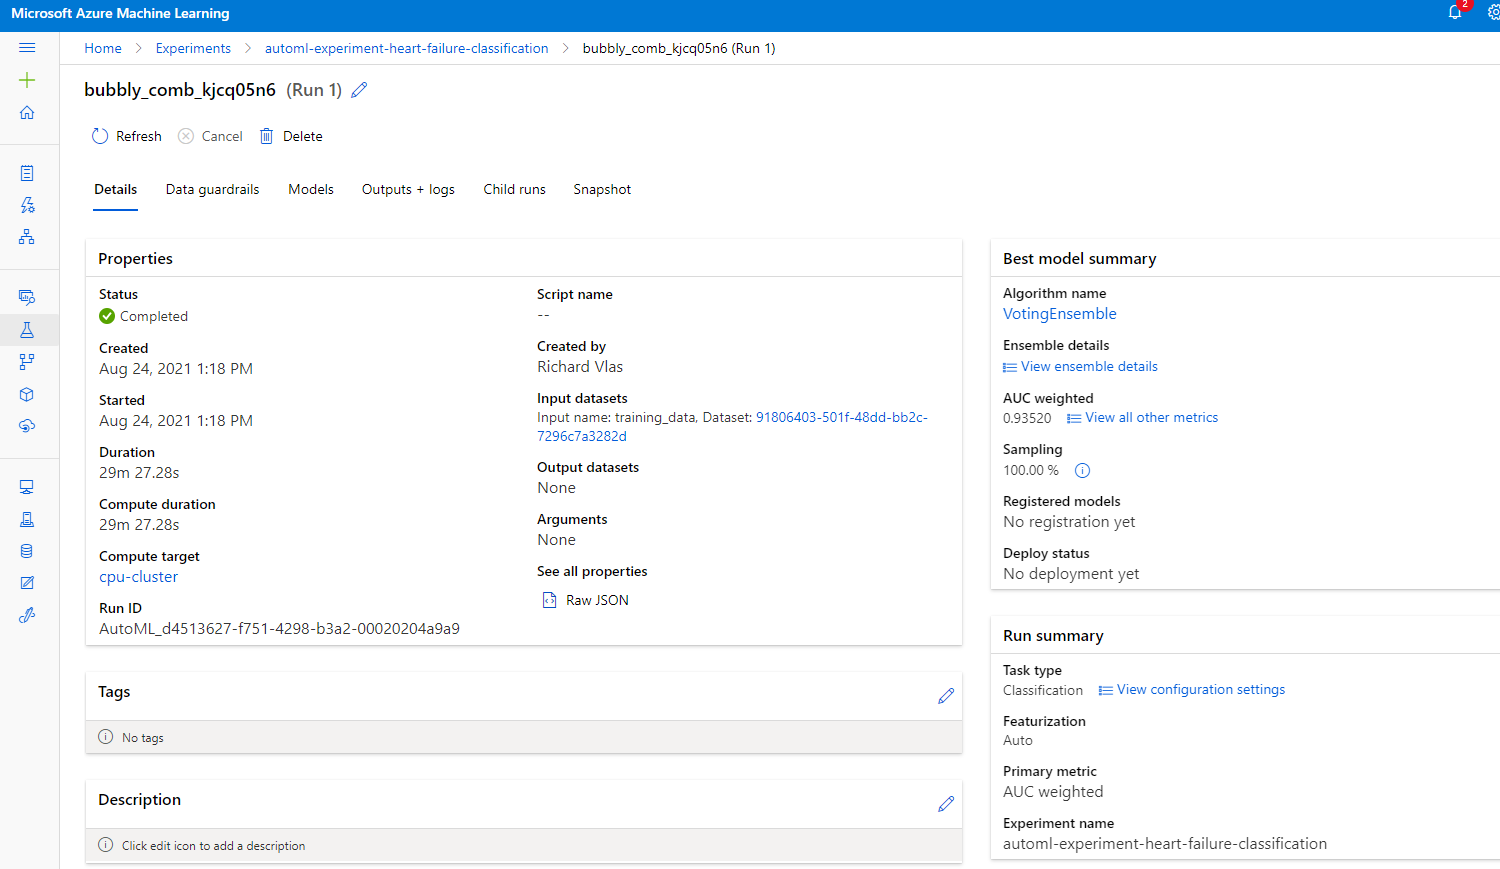 Microsoft Azure Machine Learning
2
Home > Experiments > automl-experiment-heart-failure-classification > bubbly_comb_kjcq05n6 (Run 1)
bubbly_comb_kjcq05n6 (Run 1)
Refresh Cancel Delete
Details Data guardrails Models Outputs + logs Child runs Snapshot
Properties
Status
Completed
Created
Aug 24, 2021 1:18 PM
Started
Aug 24, 2021 1:18 PM
Duration
29m 27.28s
Compute duration
29m 27.28s
Compute target
cpu-cluster
Run ID
AutoML_d4513627-f751-4298-b3a2-00020204a9a9
Script name
--
Created by
Richard Vlas
Input datasets
Input name: training_data, Dataset: 91806403-501f-48dd-bb2c-
7296c7a3282d
Output datasets
None
Arguments
None
See all properties
Raw JSON
Tags
No tags
Description
Click edit icon to add a description
Best model summary
Algorithm name
VotingEnsemble
Ensemble details
View ensemble details
AUC weighted
0.93520 View all other metrics
Sampling
100.00 %
Registered models
No registration yet
Deploy status
No deployment yet
Run summary
Task type
Classification View configuration settings
Featurization
Auto
Primary metric
AUC weighted
Experiment name
automl-experiment-heart-failure-classification